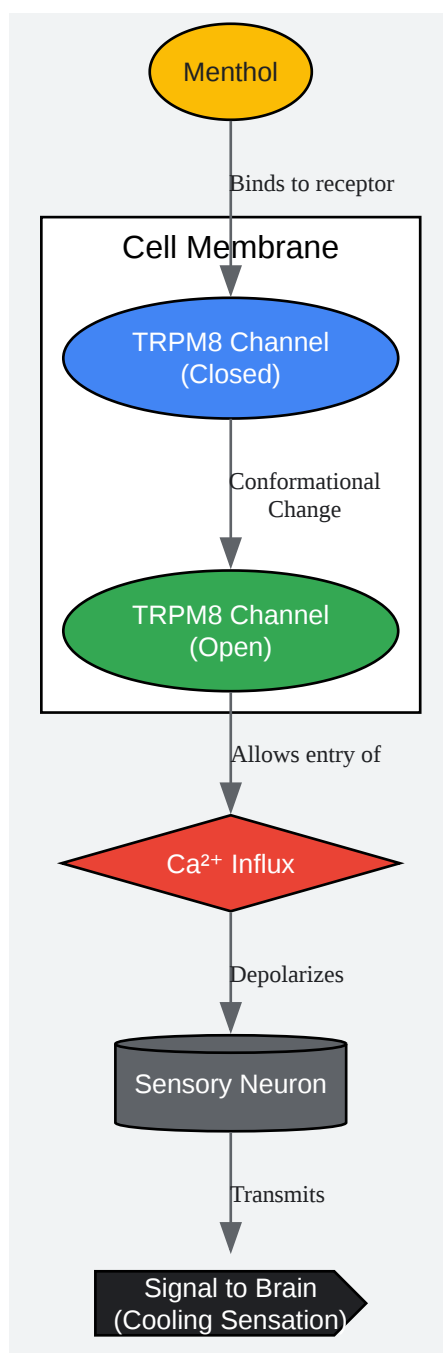 Menthol
Binds to receptor
Cell Membrane
TRPM8 Channel
(Closed)
Conformational
Change
TRPM8 Channel
(Open)
Allows entry of
Ca²⁺ Influx
Depolarizes
Sensory Neuron
Transmits
Signal to Brain
(Cooling Sensation)